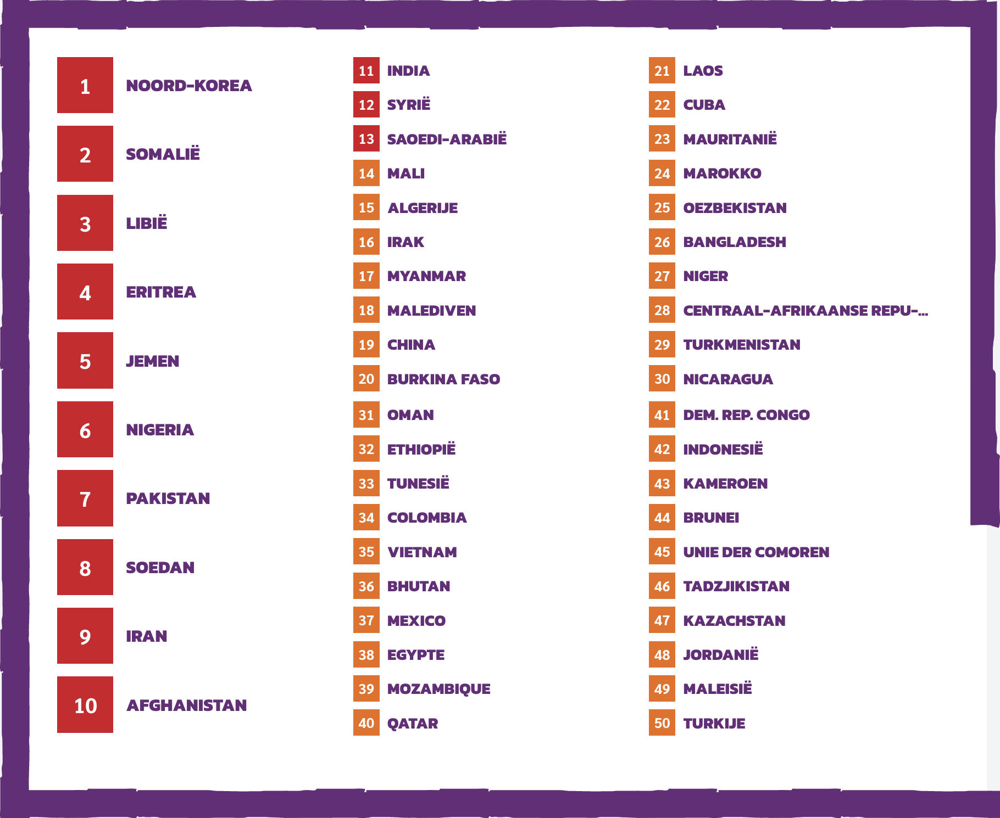 1 NOORD-KOREA
2 SOMALIË
3 LIBIË
4 ERITREA
5 JEMEN
6 NIGERIA
7 PAKISTAN
8 SOEDAN
9 IRAN
10 AFGHANISTAN
11 INDIA
12 SYRIË
13 SAOEDI-ARABIË
14 MALI
15 ALGERIJE
16 IRAK
17 MYANMAR
18 MALEDIVEN
19 CHINA
20 BURKINA FASO
21 LAOS
22 CUBA
23 MAURITANIË
24 MAROKKO
25 OEZBEKISTAN
26 BANGLADESH
27 NIGER
28 CENTRAAL-AFRIKAANSE REPU-...
29 TURKMENISTAN
30 NICARAGUA
31 OMAN
32 ETHIOPIË
33 TUNESIË
34 COLOMBIA
35 VIETNAM
36 BHUTAN
37 MEXICO
38 EGYPTE
39 MOZAMBIQUE
40 QATAR
41 DEM. REP. CONGO
42 INDONESIË
43 KAMEROEN
44 BRUNEI
45 UNIE DER COMOREN
46 TADZJIKISTAN
47 KAZACHSTAN
48 JORDANIË
49 MALEISIË
50 TURKIJE